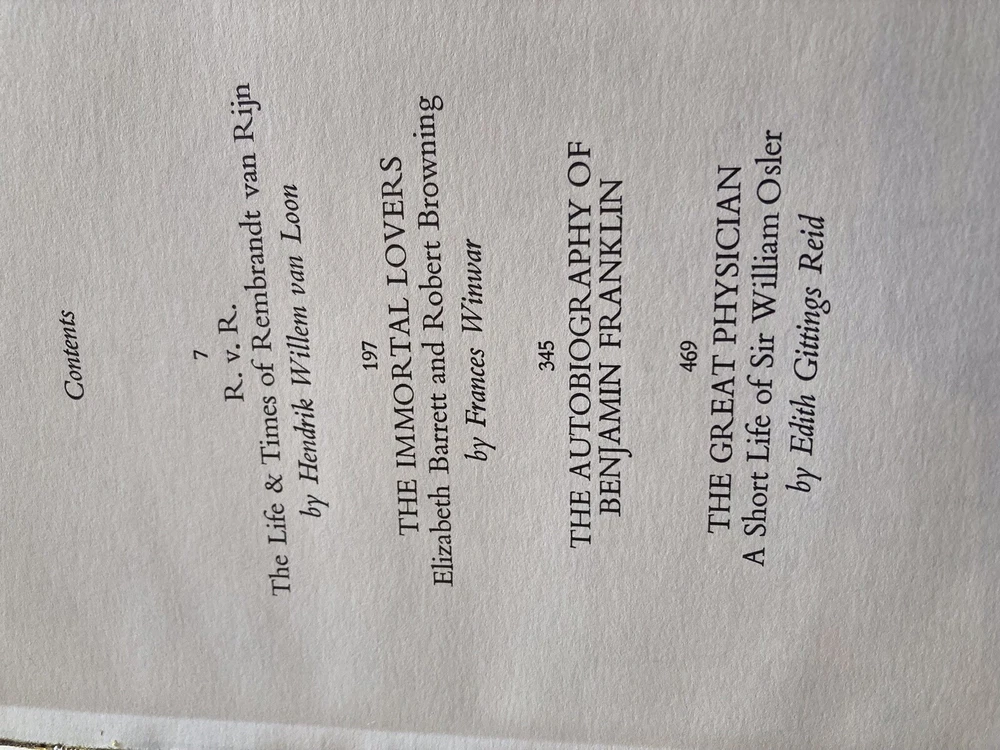 Contents
7
R. v. R.
The Life & Times of Rembrandt van Rijn
by Hendrik Willem van Loon
197
THE IMMORTAL LOVERS
Elizabeth Barrett and Robert Browning
by Frances Winwar
345
THE AUTOBIOGRAPHY OF
BENJAMIN FRANKLIN
469
THE GREAT PHYSICIAN
A Short Life of Sir William Osler
by Edith Gittings Reid